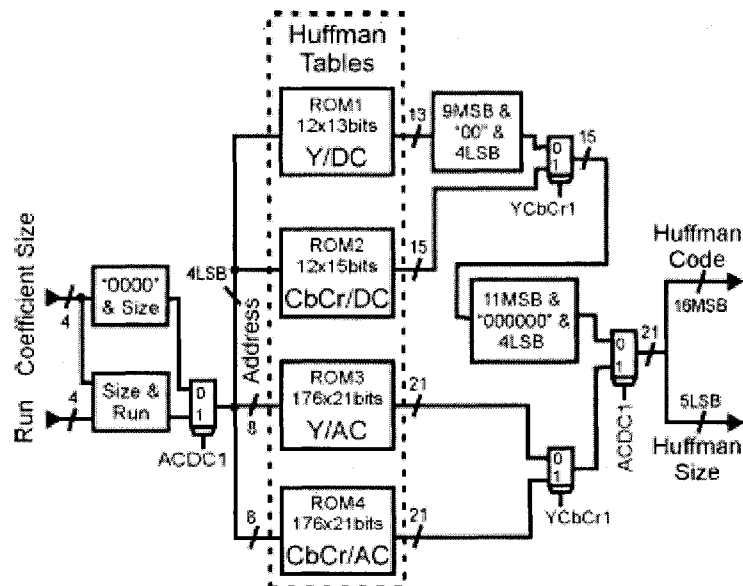 Huffman
Tables
ROM1
12x13bits
Y/DC
13
9MSB &
"00" &
4LSB
0
1
15
YCbCr1
ROM2
12x15bits
CbCr/DC
15
4LSB
Address
Coefficient Size
4
"0000"
& Size
Run
4
Size &
Run
0
1
ACDC1
8
ROM3
176x21bits
Y/AC
21
11MSB &
"000000" &
4LSB
0
1
ACDC1
21
Huffman
Code
16MSB
5LSB
Huffman
Size
0
1
YCbCr1
8
ROM4
176x21bits
CbCr/AC
21